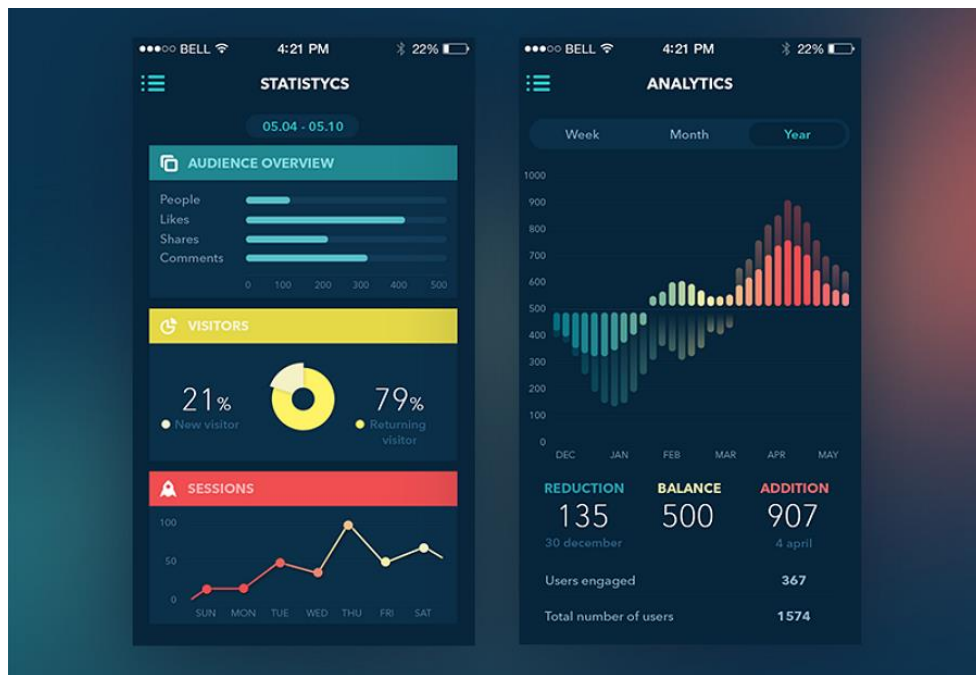 BELL 4:21 PM 22%
STATISTYCS
05.04 - 05.10
AUDIENCE OVERVIEW
People
Likes
Shares
Comments
0 100 200 300 400 500
VISITORS
21% 79%
New visitor Returning
visitor
SESSIONS
100
50
0
SUN MON TUE WED THU FRI SAT
BELL 4:21 PM 22%
ANALYTICS
Week Month Year
1000
900
800
700
600
500
400
300
200
100
0
DEC JAN FEB MAR APR MAY
REDUCTION BALANCE ADDITION
135 500 907
30 december 4 april
Users engaged 367
Total number of users 1574